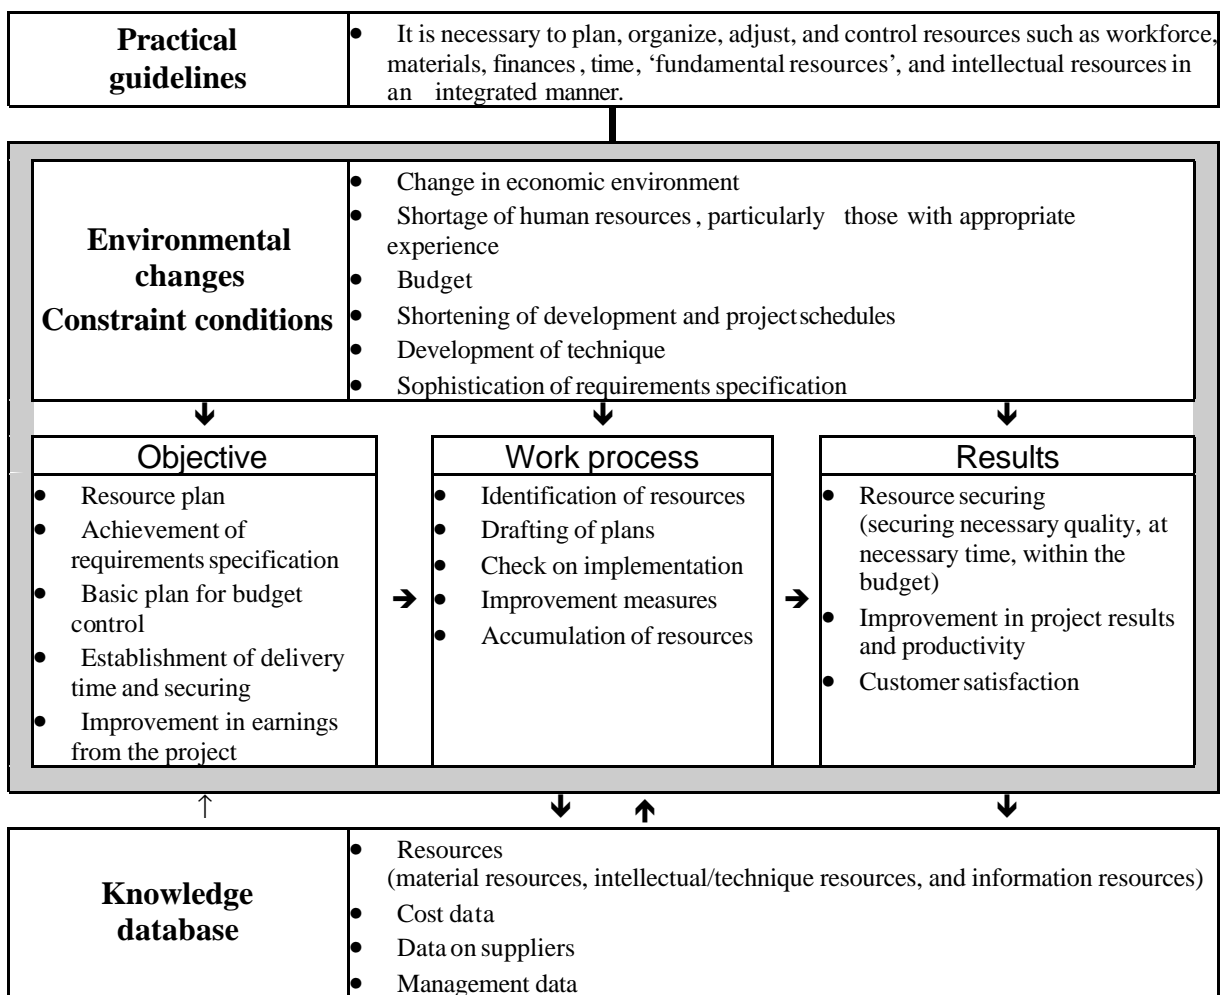 Practical
guidelines
● It is necessary to plan, organize, adjust, and control resources such as workforce,
materials, finances, time, ‘fundamental resources’, and intellectual resources in
an integrated manner.
Environmental
changes
Constraint conditions
● Change in economic environment
● Shortage of human resources, particularly those with appropriate
experience
● Budget
● Shortening of development and project schedules
● Development of technique
● Sophistication of requirements specification
Objective
● Resource plan
● Achievement of
requirements specification
● Basic plan for budget
control
● Establishment of delivery
time and securing
● Improvement in earnings
from the project
Work process
● Identification of resources
● Drafting of plans
● Check on implementation
● Improvement measures
● Accumulation of resources
Results
● Resource securing
(securing necessary quality, at
necessary time, within the
budget)
● Improvement in project results
and productivity
● Customer satisfaction
Knowledge
database
● Resources
(material resources, intellectual/technique resources, and information resources)
● Cost data
● Data on suppliers
● Management data